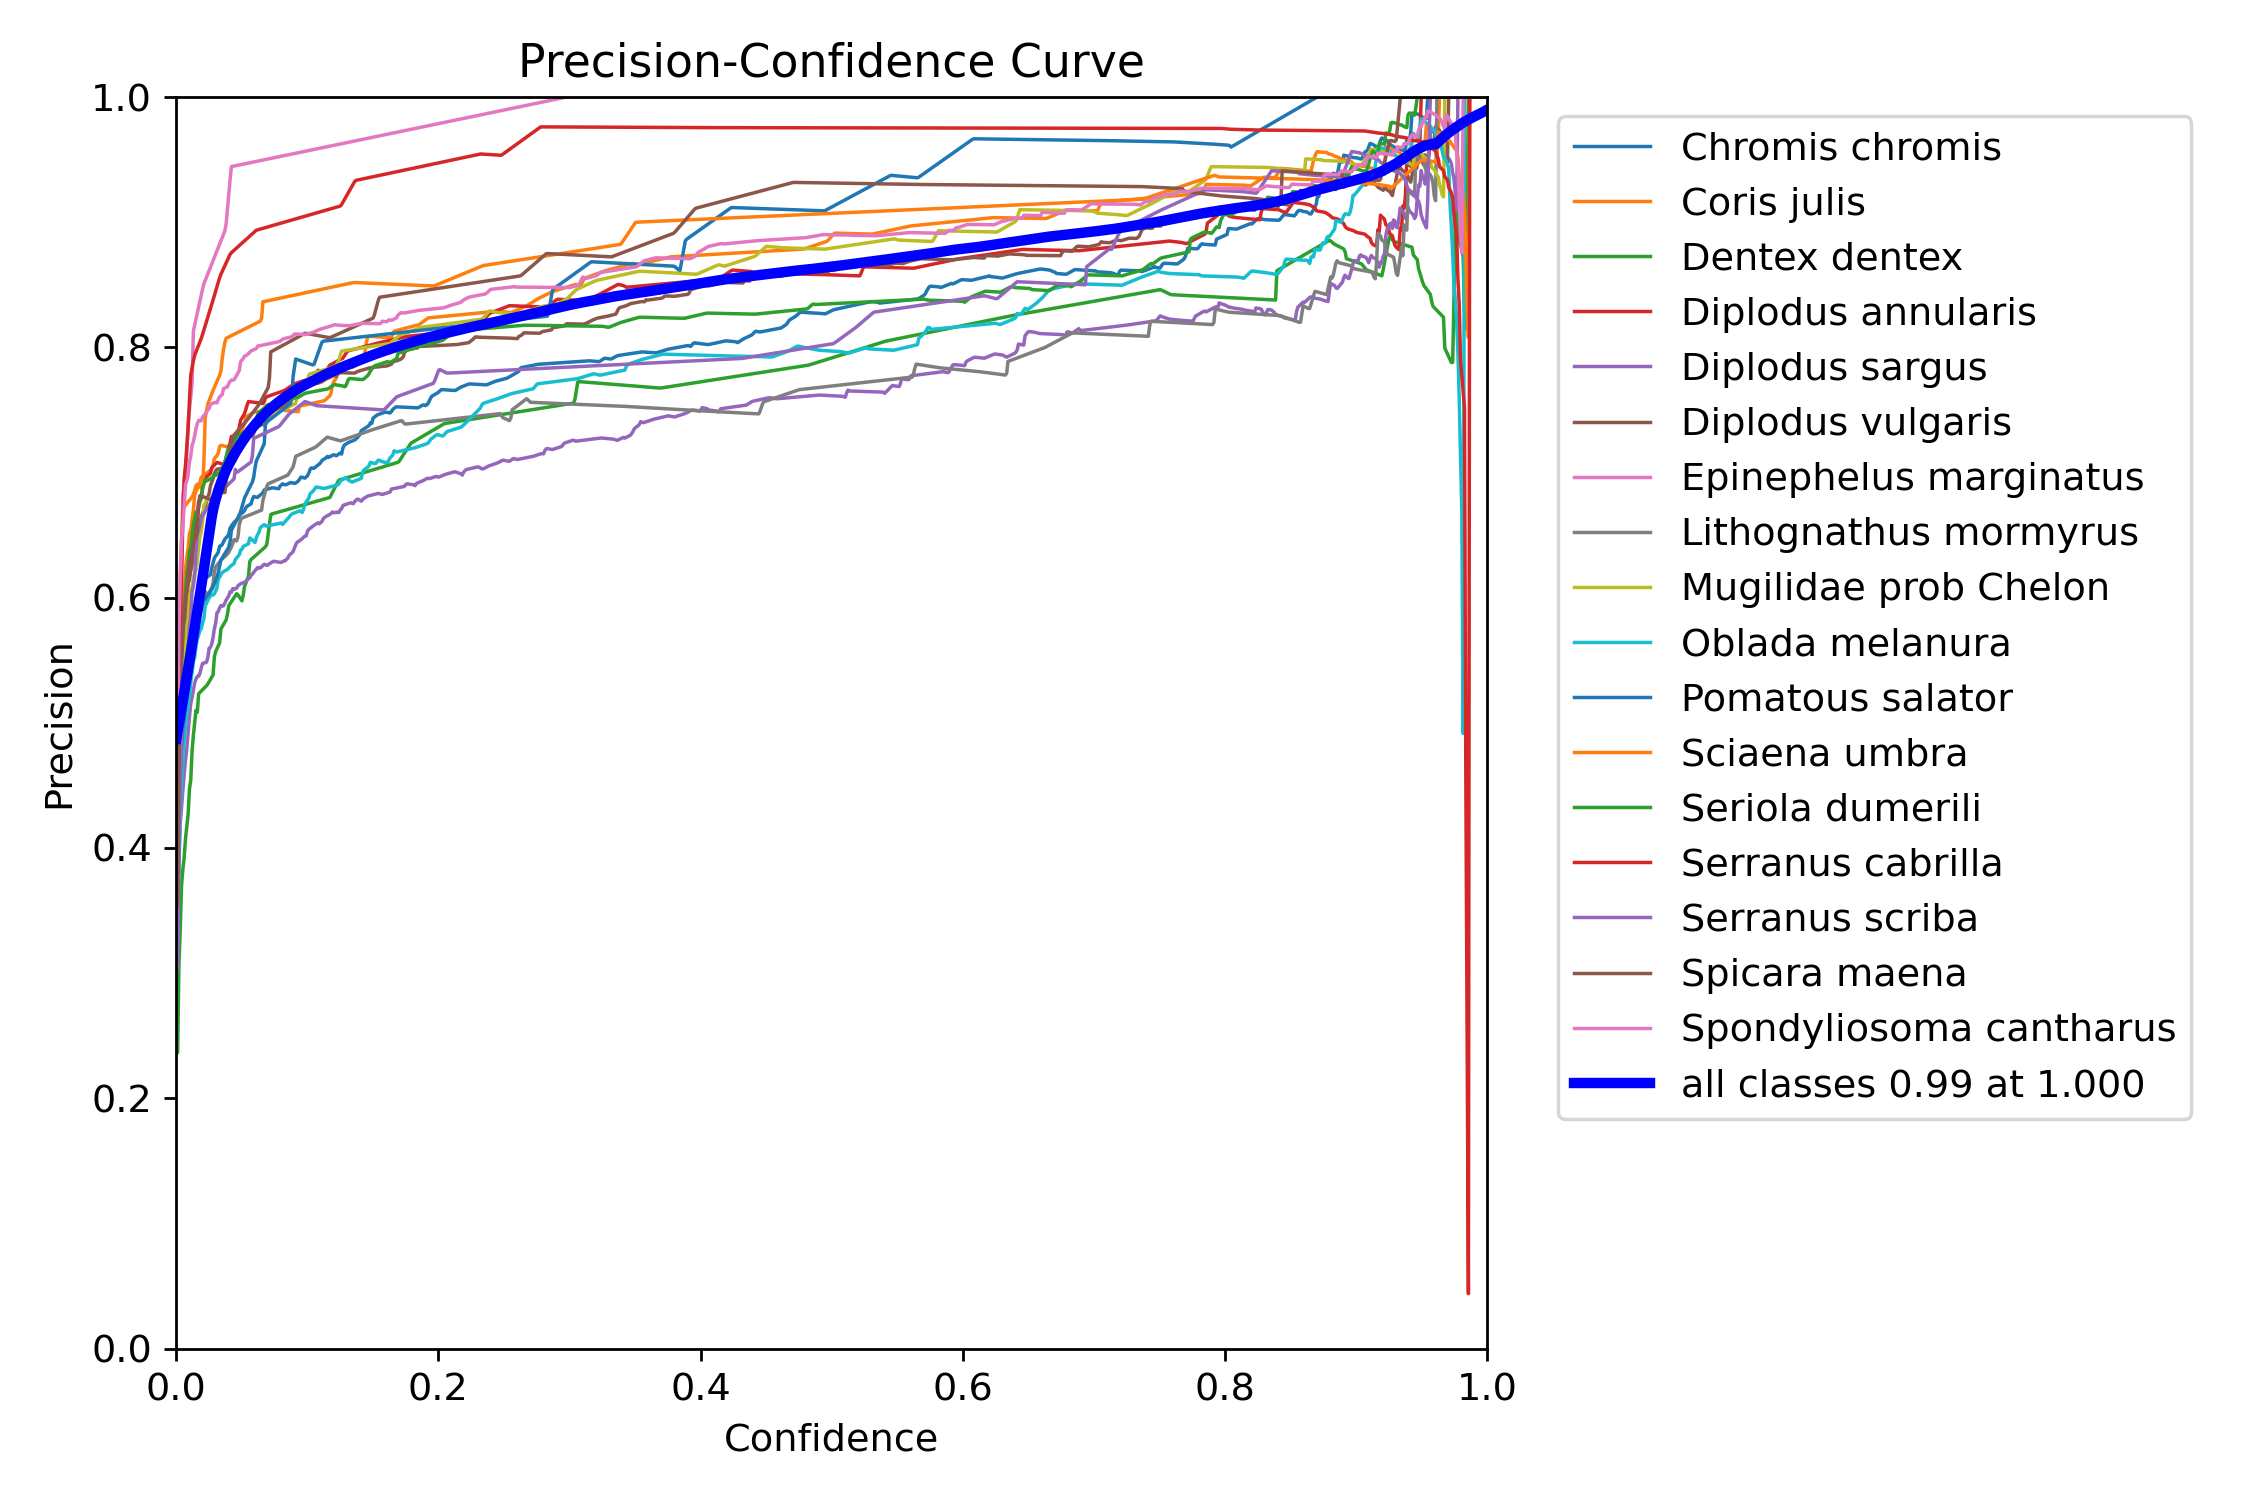 Precision-Confidence Curve
1.0
0.8
0.6
0.4
0.2
0.0
Precision
0.0 0.2 0.4 0.6 0.8 1.0
Confidence
Chromis chromis
Coris julis
Dentex dentex
Diplodus annularis
Diplodus sargus
Diplodus vulgaris
Epinephelus marginatus
Lithognathus mormyrus
Mugilidae prob Chelon
Oblada melanura
Pomatous salator
Sciaena umbra
Seriola dumerili
Serranus cabrilla
Serranus scriba
Spicara maena
Spondyliosoma cantharus
all classes 0.99 at 1.000